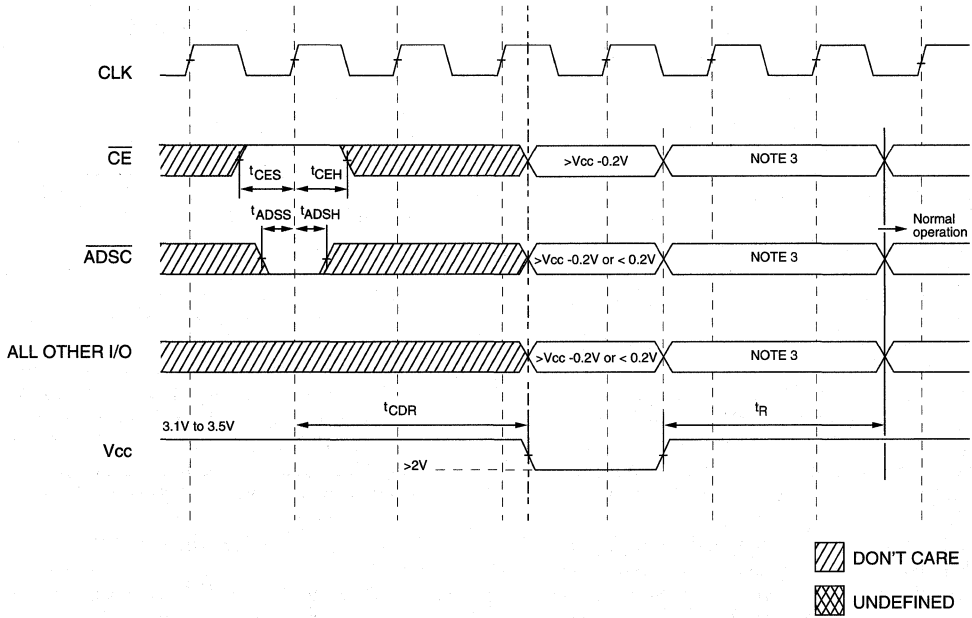 CLK
CE
>Vcc -0.2V
NOTE 3
tCES
tCEH
tADSS
tADSH
Normal
operation
ADSC
>Vcc -0.2V or < 0.2V
NOTE 3
ALL OTHER I/O
>Vcc -0.2V or < 0.2V
NOTE 3
tCDR
tR
3.1V to 3.5V
Vcc
>2V
DON'T CARE
UNDEFINED